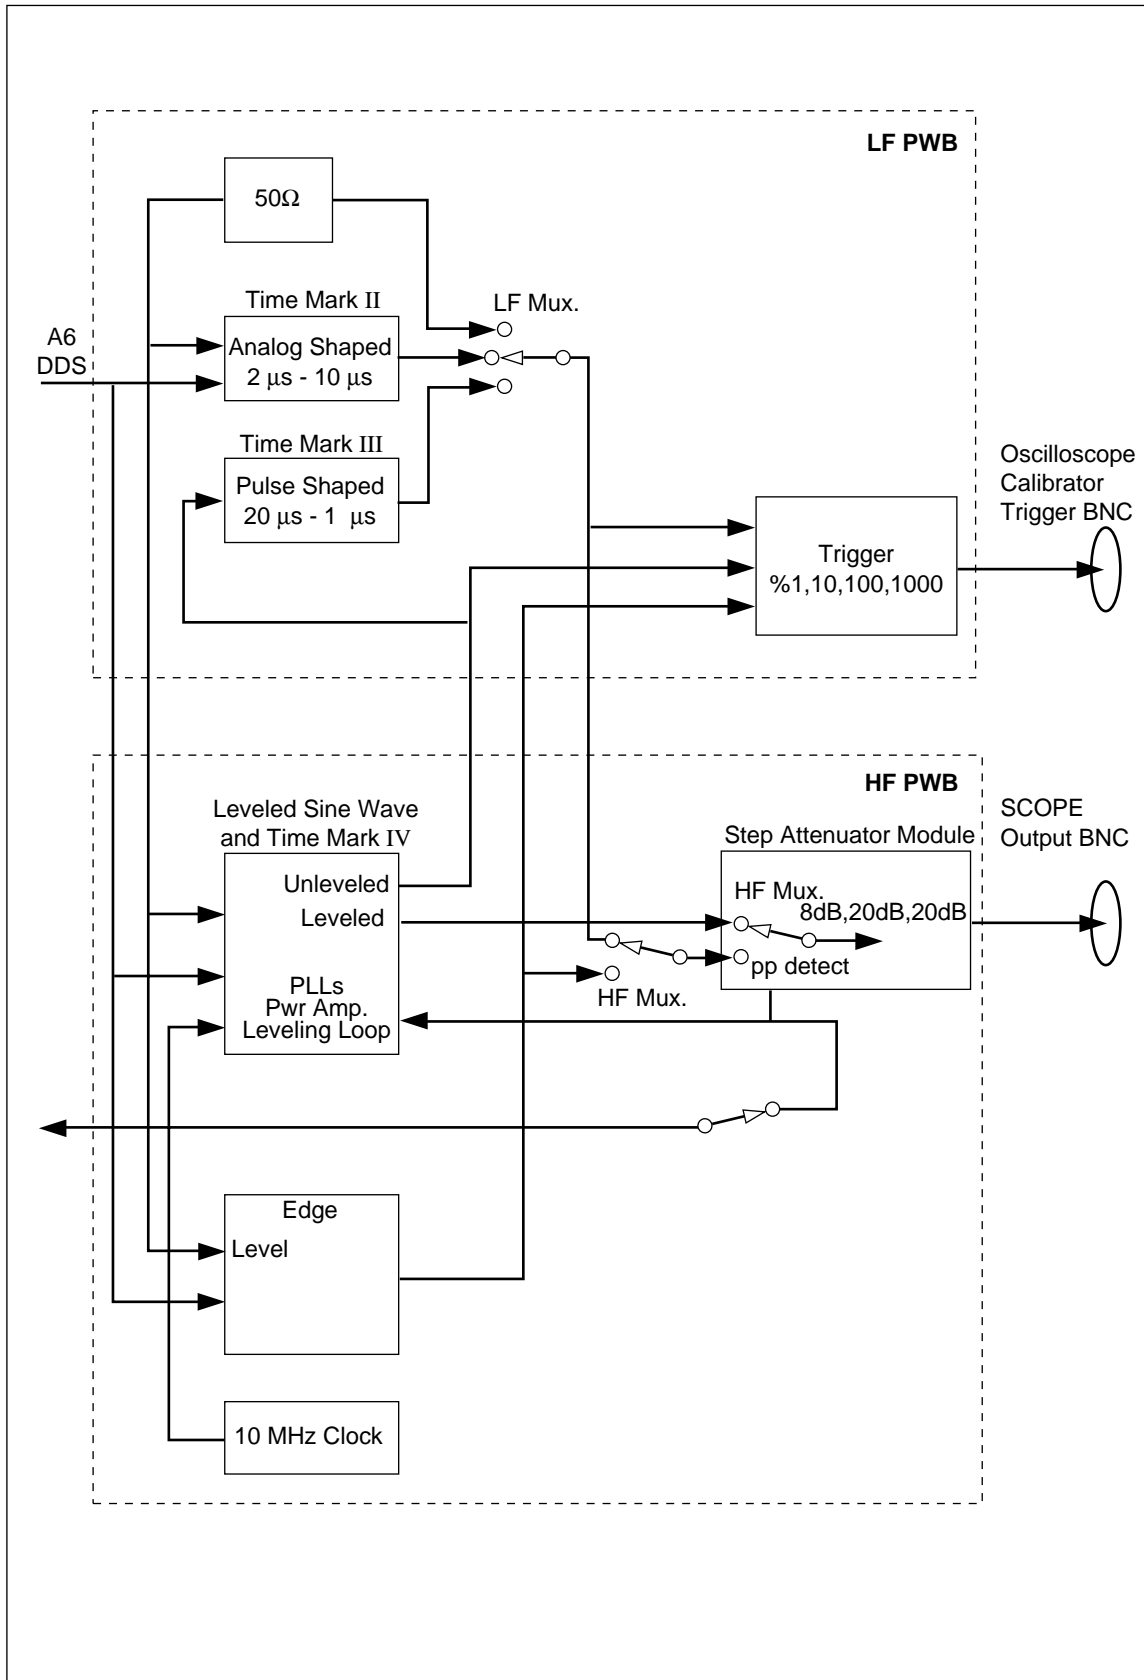 LF PWB
50Ω
Time Mark II
LF Mux.
A6
DDS
Analog Shaped
2 μs - 10 μs
Time Mark III
Pulse Shaped
20 μs - 1 μs
Oscilloscope
Calibrator
Trigger BNC
Trigger
%1,10,100,1000
HF PWB
Leveled Sine Wave
and Time Mark IV
SCOPE
Output BNC
Step Attenuator Module
Unleveled
Leveled
HF Mux.
8dB,20dB,20dB
pp detect
HF Mux.
PLLs
Pwr Amp.
Leveling Loop
Edge
Level
10 MHz Clock